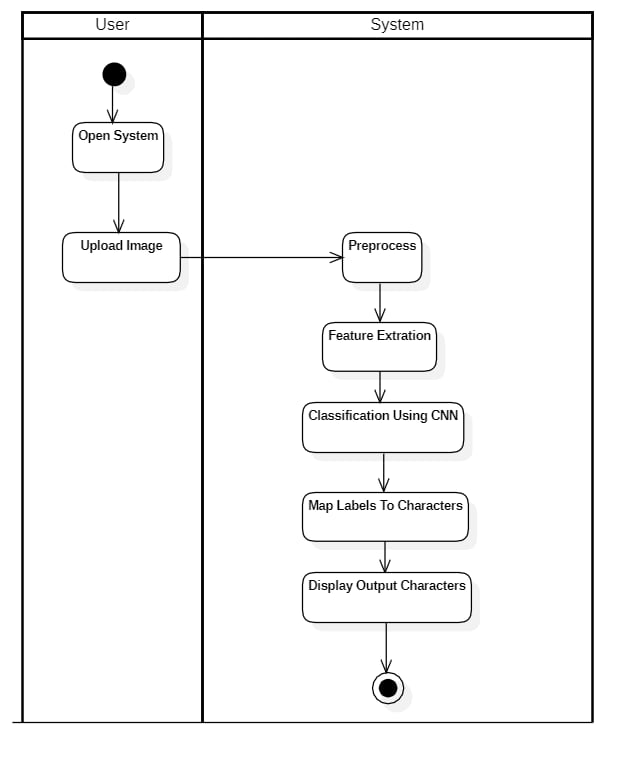 User
System
Open System
Upload Image
Preprocess
Feature Extration
Classification Using CNN
Map Labels To Characters
Display Output Characters